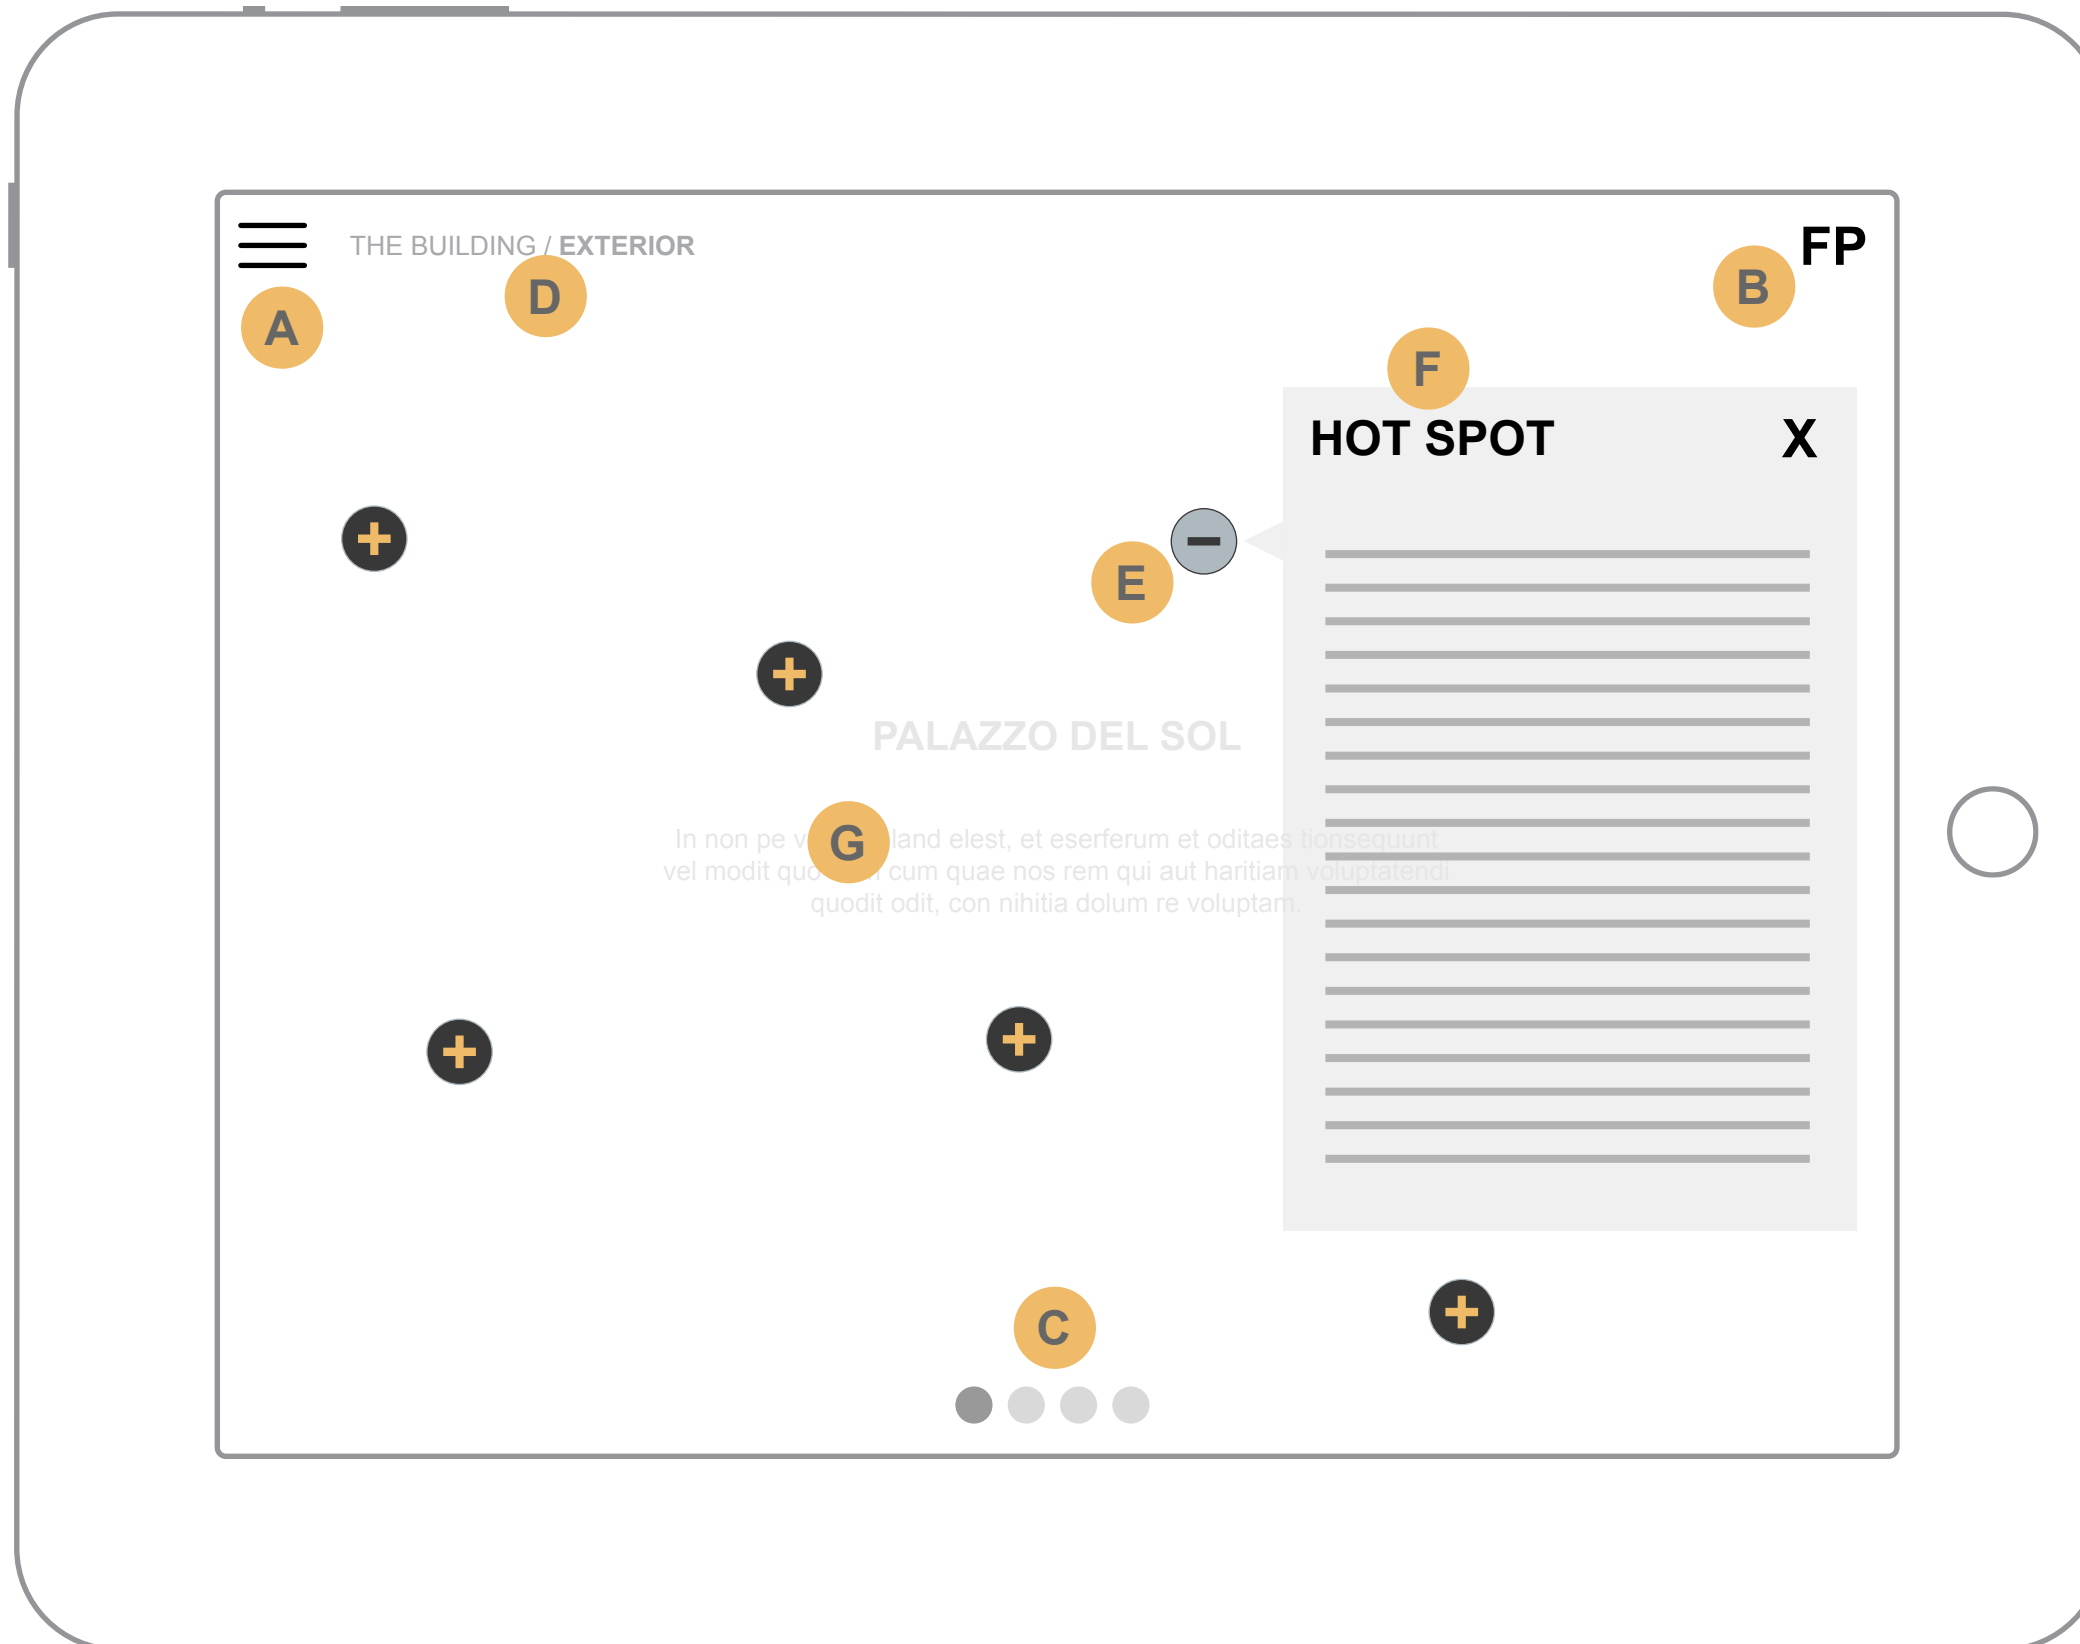 THE BUILDING / EXTERIOR
FP
A
D
B
F
HOT SPOT
X
E
PALAZZO DEL SOL
G
In non pe land elest, et eserferum et oditaes tionsequunt
vel modit cum quae nos rem qui aut haritiam voluptatendi
quodit odit, con nihitia dolum re voluptam.
C